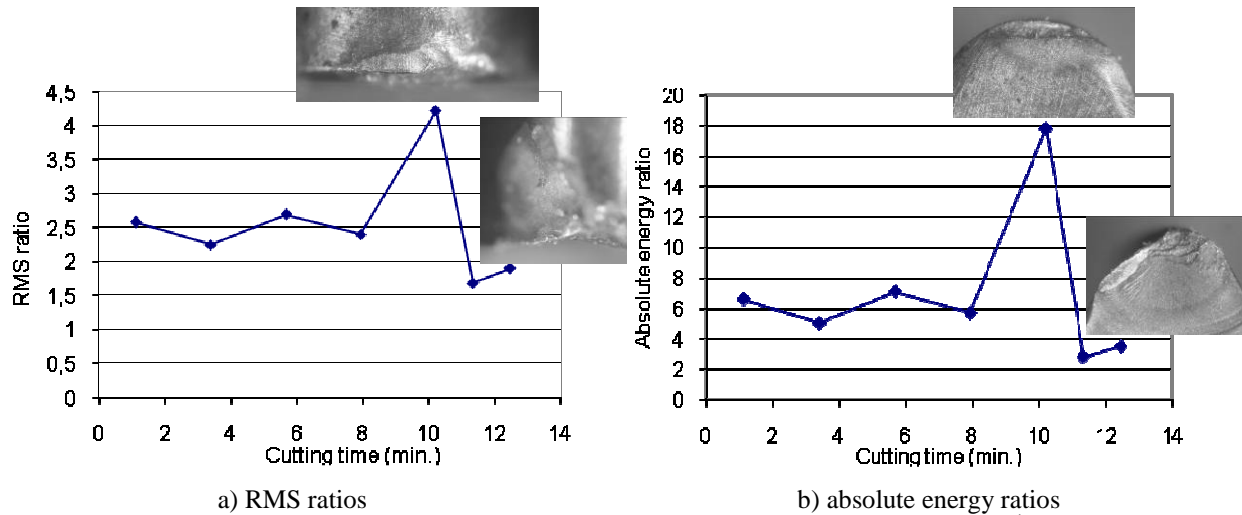 4,5
4
3,5
3
2,5
2
1,5
1
0,5
0
RMS ratio
0 2 4 6 8 10 12 14
Cutting time (min.)
a) RMS ratios
20
18
16
14
12
10
8
6
4
2
0
Absolute energy ratio
0 2 4 6 8 10 12 14
Cutting time (min.)
b) absolute energy ratios